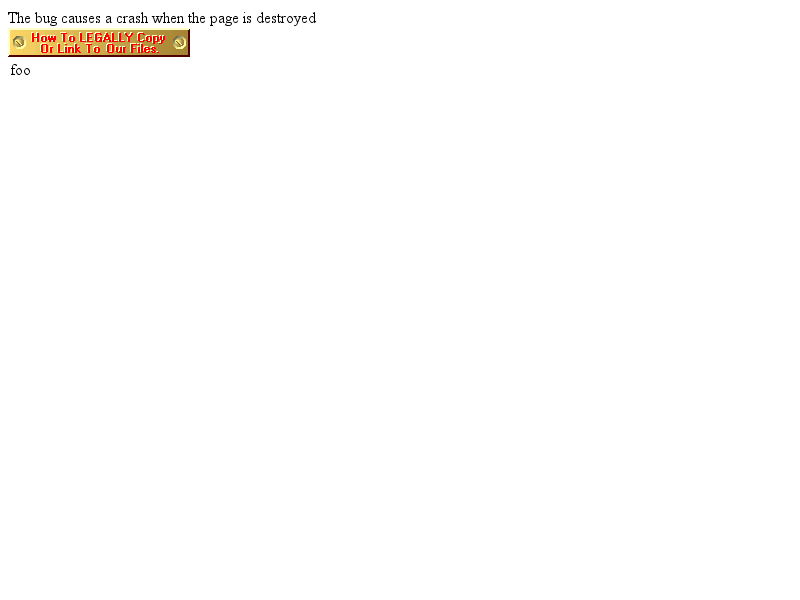 The bug causes a crash when the page is destroyed
How To LEGALLY Copy
Or Link To Our Files.
foo